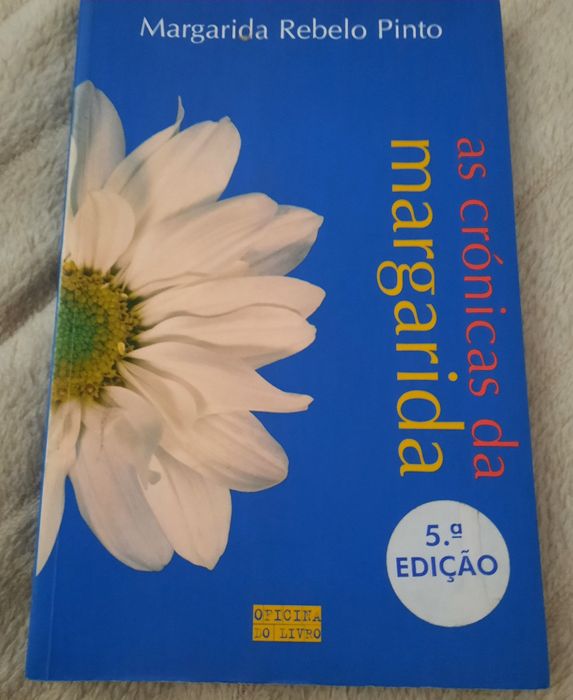 Margarida Rebelo Pinto
as crónicas da
margarida
5.ª
EDIÇÃO
OFICINA
DO LIVRO